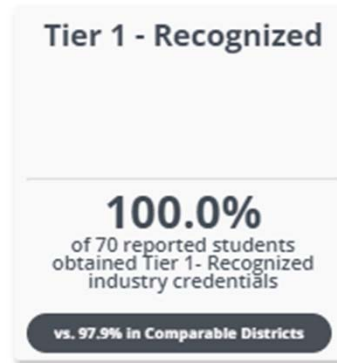 Tier 1 - Recognized
100.0%
of 70 reported students
obtained Tier 1- Recognized
industry credentials
vs. 97.9% in Comparable Districts